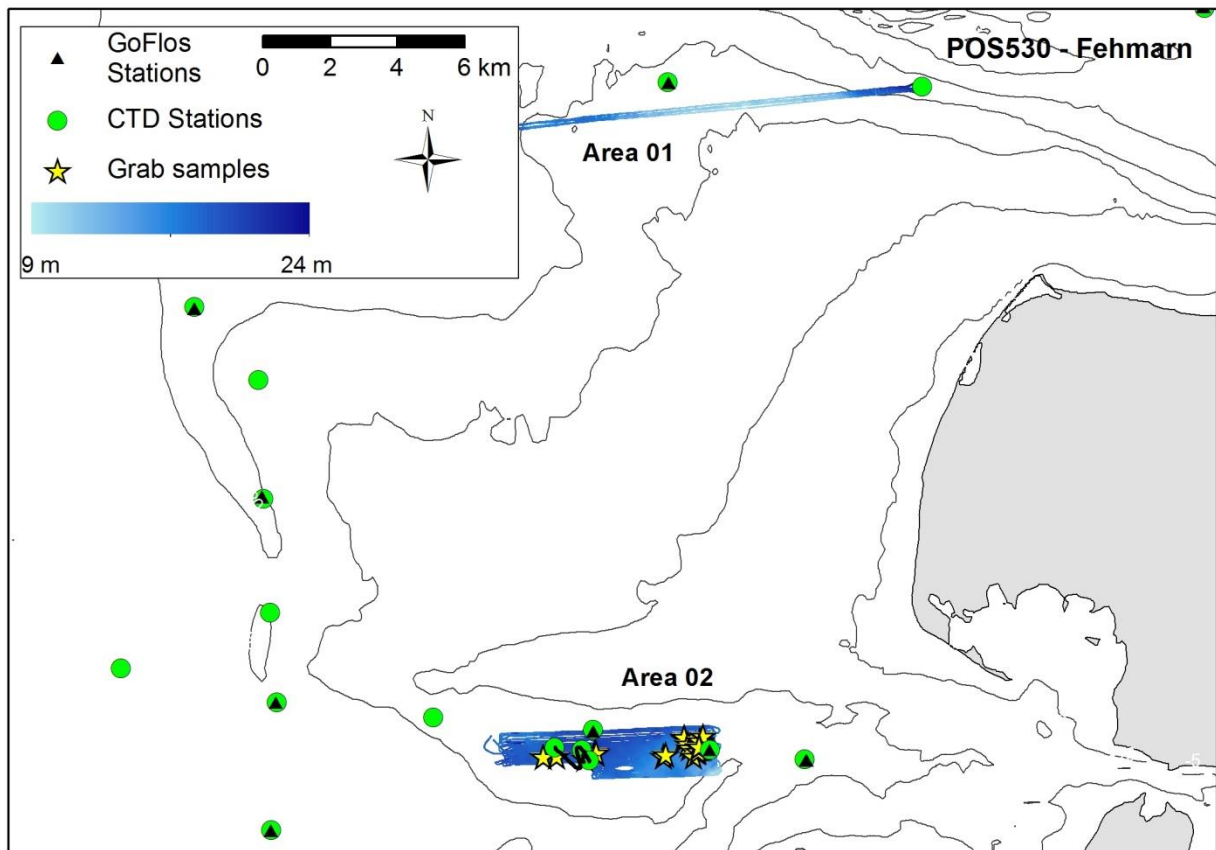 GoFlos
Stations
0 2 4 6 km
CTD Stations
Grab samples
N
9 m 24 m
POS530 - Fehmarn
Area 01
Area 02
-5